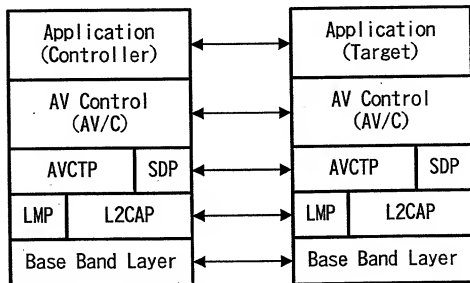 Application
(Controller)
AV Control
(AV/C)
AVCTP SDP
LMP L2CAP
Base Band Layer
Application
(Target)
AV Control
(AV/C)
AVCTP SDP
LMP L2CAP
Base Band Layer